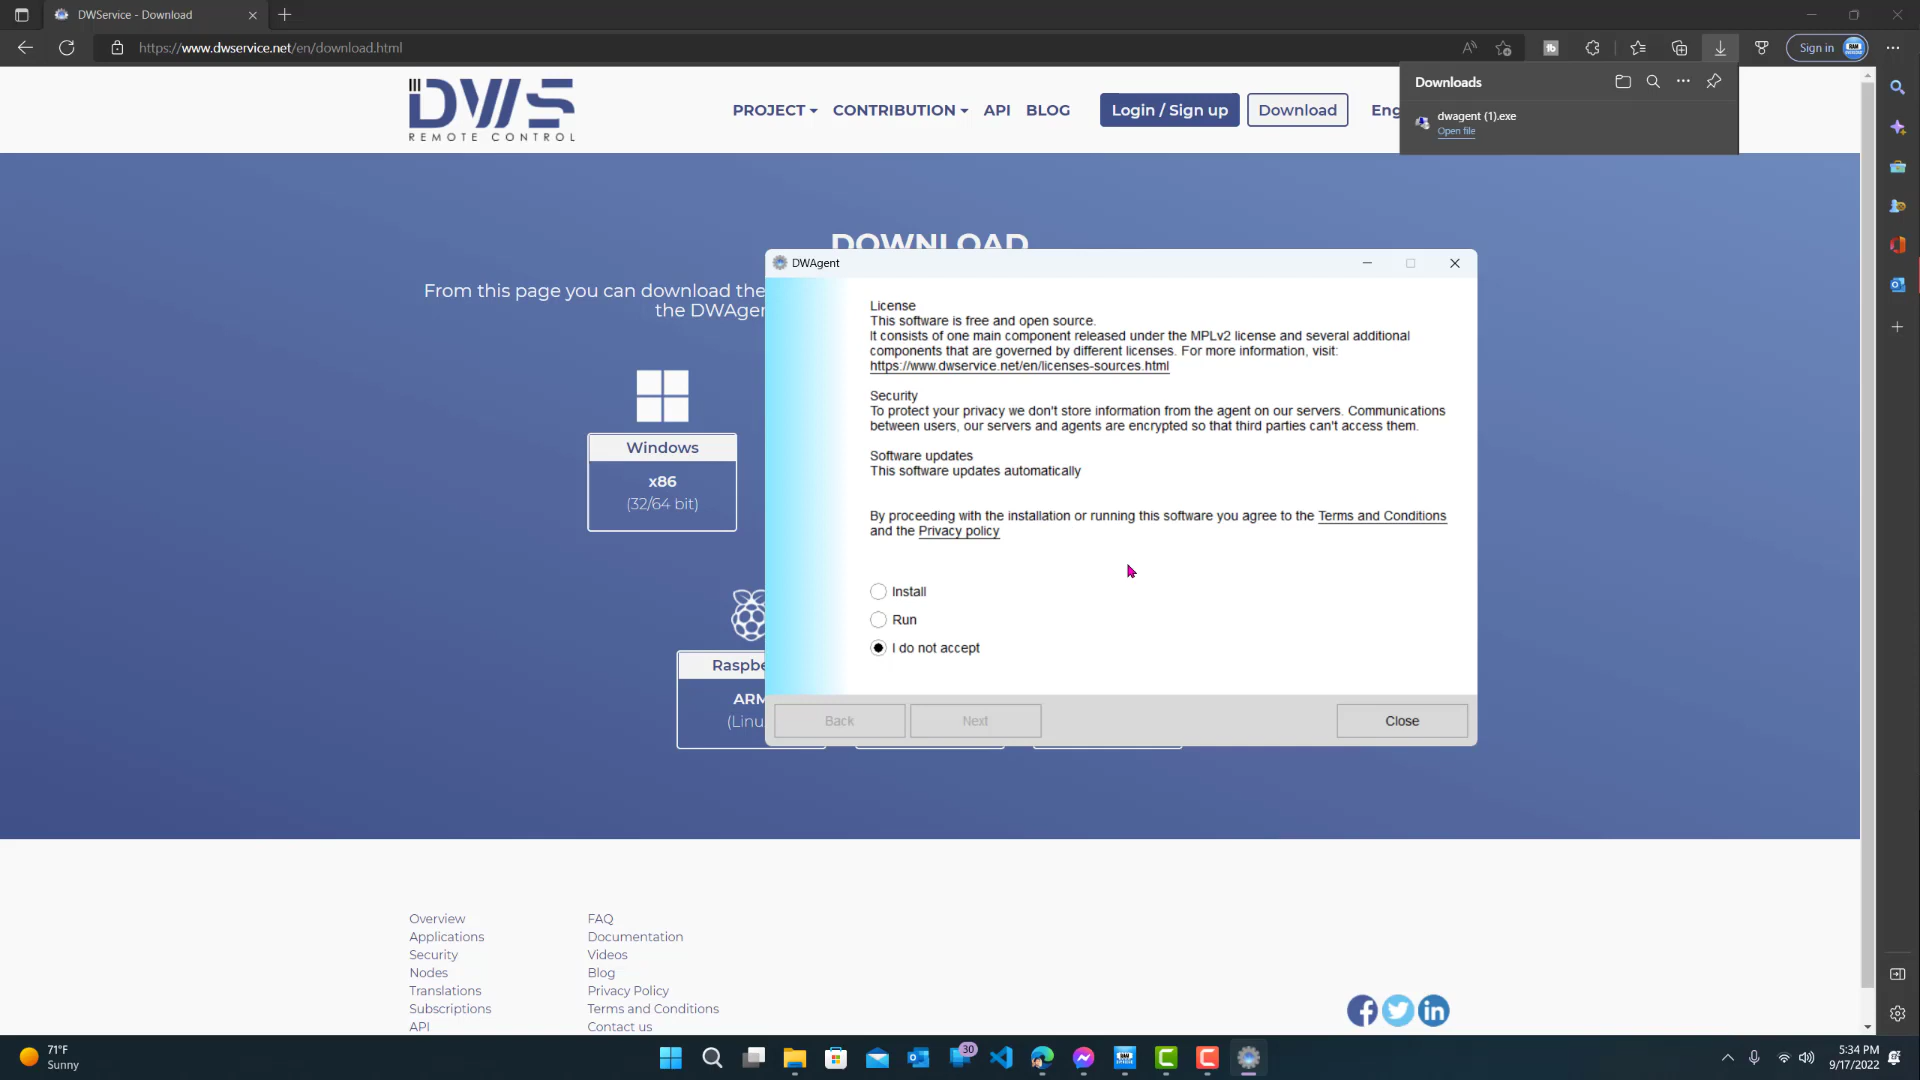 DWService - Download
https://www.dwservice.net/en/download.html
Sign in
DWS
REMOTE CONTROL
PROJECT
CONTRIBUTION
API
BLOG
Login / Sign up
Download
Eng
Downloads
dwagent (1).exe
Open file
DOWNLOAD
From this page you can download the
the DWAgen
Windows
x86
(32/64 bit)
Raspbe
ARM
(Linu
DWAgent
License
This software is free and open source.
It consists of one main component released under the MPLv2 license and several additional
components that are governed by different licenses. For more information, visit:
https://www.dwservice.net/en/licenses-sources.html
Security
To protect your privacy we don't store information from the agent on our servers. Communications
between users, our servers and agents are encrypted so that third parties can't access them.
Software updates
This software updates automatically
By proceeding with the installation or running this software you agree to the Terms and Conditions
and the Privacy policy
Install
Run
I do not accept
Back
Next
Close
Overview
Applications
Security
Nodes
Translations
Subscriptions
API
FAQ
Documentation
Videos
Blog
Privacy Policy
Terms and Conditions
Contact us
71°F
Sunny
30
5:34 PM
9/17/2022